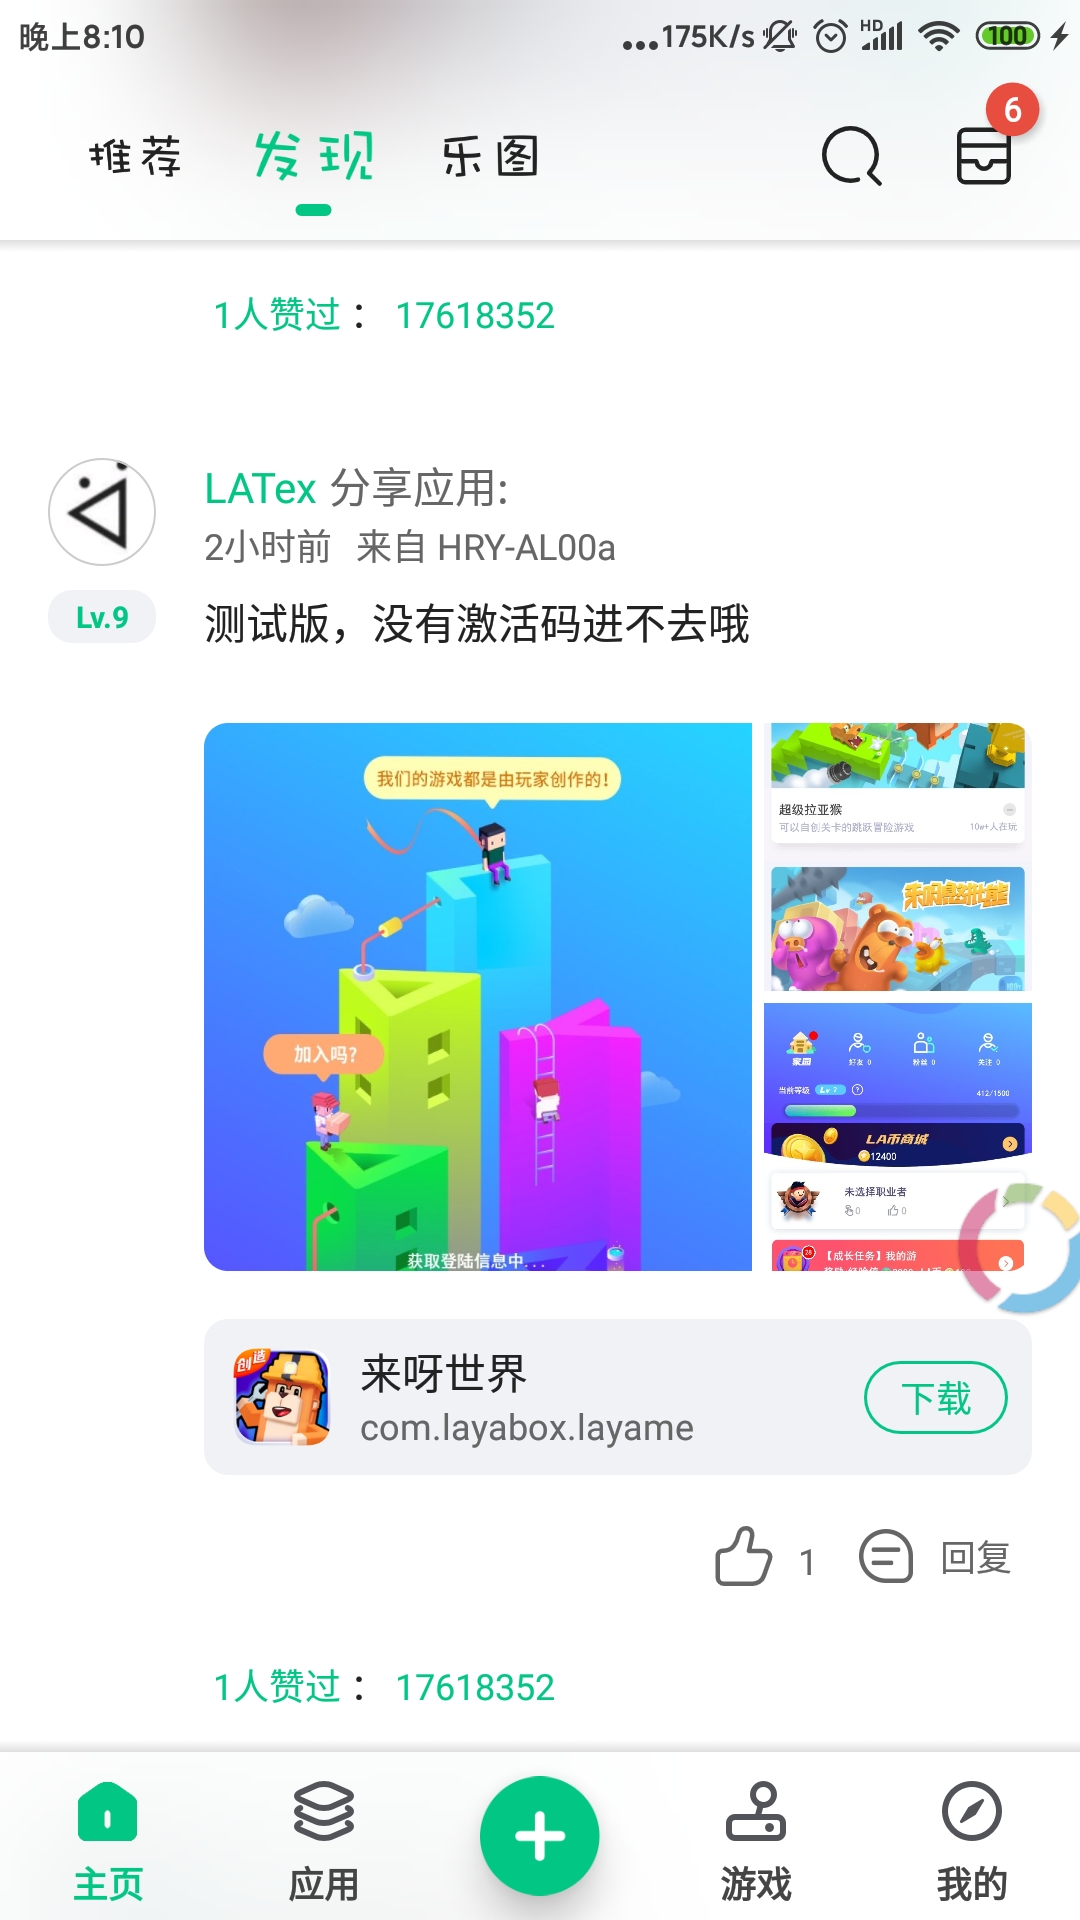 晚上8:10
...175K/s HD 100
推荐 发现 乐图
6
1人赞过： 17618352
LATex 分享应用:
2小时前 来自 HRY-AL00a
Lv.9
测试版，没有激活码进不去哦
我们的游戏都是由玩家创作的！
加入吗?
获取登陆信息中...
超级拉亚猴
可以自创关卡的跳跃冒险游戏 10w+人在玩
家园 好友 0 粉丝 0 关注 0
当前等级 Lv 7 ? 412/1500
LA币商城
12400
未选择职业者
0 0
28 【成长任务】我的游
创造
来呀世界
com.layabox.layame
下载
1 回复
1人赞过： 17618352
主页 应用 游戏 我的